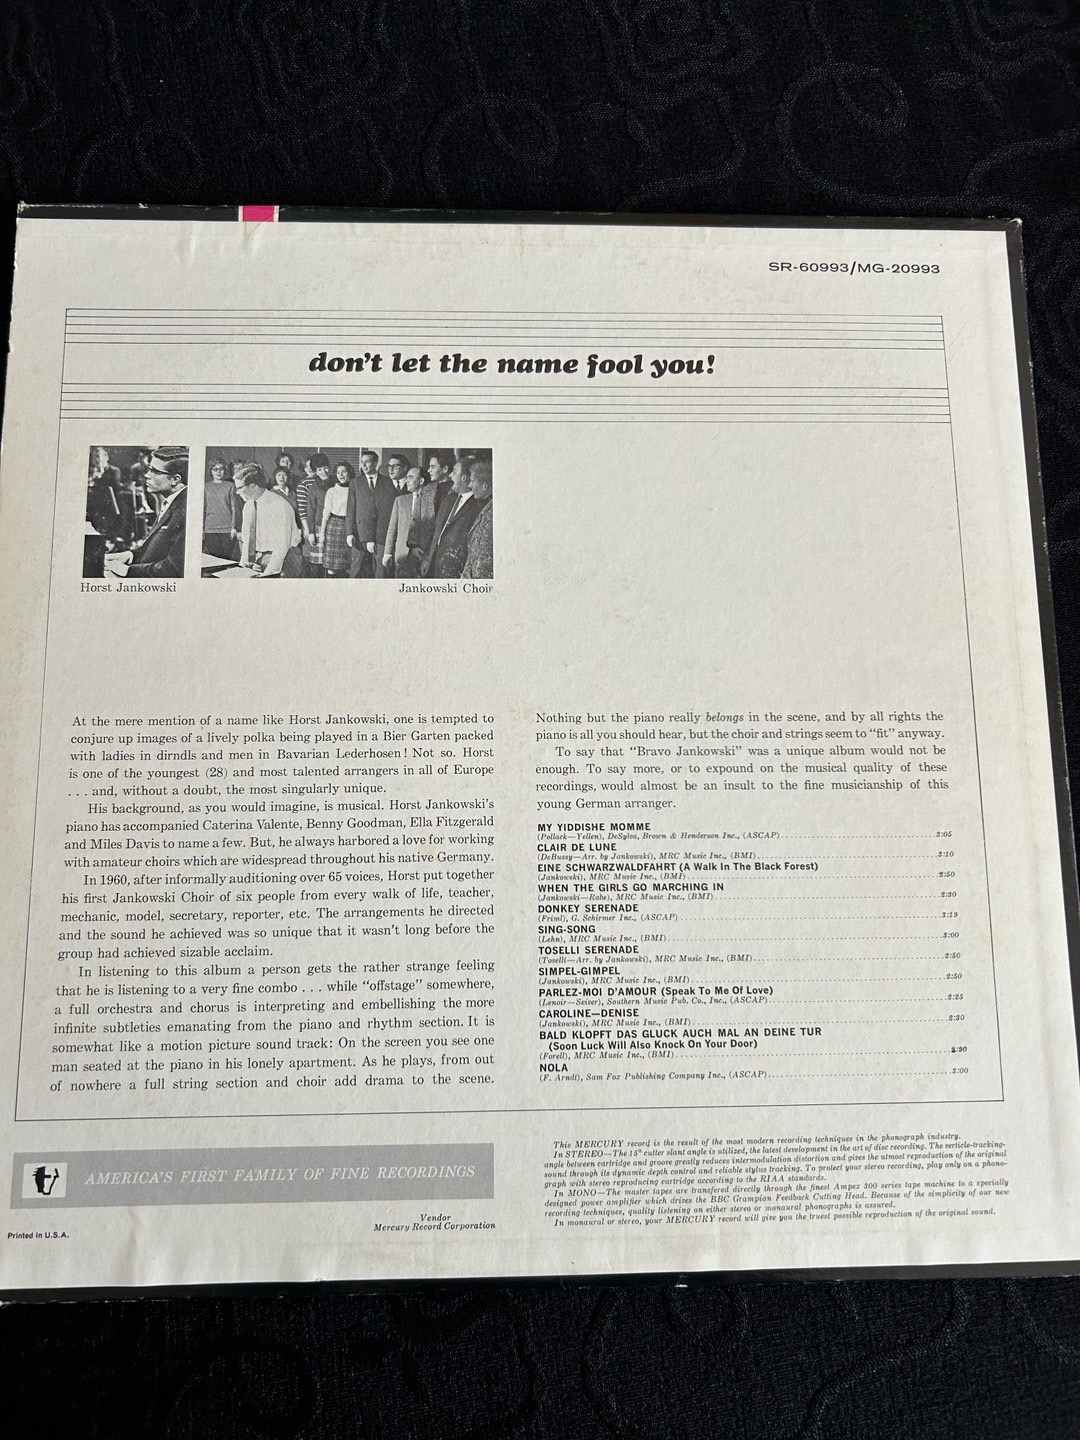 SR-60993/MG-20993
don't let the name fool you!
Horst Jankowski
Jankowski Choir
At the mere mention of a name like Horst Jankowski, one is tempted to
conjure up images of a lively polka being played in a Bier Garten packed
with ladies in dirndls and men in Bavarian Lederhosen! Not so. Horst
is one of the youngest (28) and most talented arrangers in all of Europe
. . . and, without a doubt, the most singularly unique.
His background, as you would imagine, is musical. Horst Jankowski's
piano has accompanied Caterina Valente, Benny Goodman, Ella Fitzgerald
and Miles Davis to name a few. But, he always harbored a love for working
with amateur choirs which are widespread throughout his native Germany.
In 1960, after informally auditioning over 65 voices, Horst put together
his first Jankowski Choir of six people from every walk of life, teacher,
mechanic, model, secretary, reporter, etc. The arrangements he directed
and the sound he achieved was so unique that it wasn't long before the
group had achieved sizable acclaim.
In listening to this album a person gets the rather strange feeling
that he is listening to a very fine combo . . . while "offstage" somewhere,
a full orchestra and chorus is interpreting and embellishing the more
infinite subtleties emanating from the piano and rhythm section. It is
somewhat like a motion picture sound track: On the screen you see one
man seated at the piano in his lonely apartment. As he plays, from out
of nowhere a full string section and choir add drama to the scene.
Nothing but the piano really belongs in the scene, and by all rights the
piano is all you should hear, but the choir and strings seem to "fit" anyway.
To say that "Bravo Jankowski" was a unique album would not be
enough. To say more, or to expound on the musical quality of these
recordings, would almost be an insult to the fine musicianship of this
young German arranger.
MY YIDDISHE MOMME
(Pollack—Yellen), DeSylva, Brown & Henderson Inc., (ASCAP)....3:05
CLAIR DE LUNE
(DeBussy—Arr. by Jankowski), MRC Music Inc., (BMI)....3:10
EINE SCHWARZWALDFAHRT (A Walk In The Black Forest)
(Jankowski), MRC Music Inc., (BMI)....2:50
WHEN THE GIRLS GO MARCHING IN
(Jankowski—Rabe), MRC Music Inc., (BMI)....2:30
DONKEY SERENADE
(Friml), G. Schirmer Inc., (ASCAP)....3:19
SING-SONG
(Lehn), MRC Music Inc., (BMI)....3:00
TOSELLI SERENADE
(Toselli—Arr. by Jankowski), MRC Music Inc., (BMI)....2:50
SIMPEL-GIMPEL
(Jankowski), MRC Music Inc., (BMI)....2:50
PARLEZ-MOI D'AMOUR (Speak To Me Of Love)
(Lenoir—Seiver), Southern Music Pub. Co., Inc., (ASCAP)....2:25
CAROLINE—DENISE
(Jankowski), MRC Music Inc., (BMI)....2:30
BALD KLOPFT DAS GLUCK AUCH MAL AN DEINE TUR
(Soon Luck Will Also Knock On Your Door)
(Forell), MRC Music Inc., (BMI)....2:30
NOLA
(F. Arndt), Sam Fox Publishing Company Inc., (ASCAP)....3:00
AMERICA'S FIRST FAMILY OF FINE RECORDINGS
Vendor
Mercury Record Corporation
Printed in U.S.A.
This MERCURY record is the result of the most modern recording techniques in the phonograph industry.
In STEREO—The 15° cutter slant angle is utilized, the latest development in the art of disc recording. The verticle-tracking-
angle between cartridge and groove greatly reduces intermodulation distortion and gives the utmost reproduction of the original
sound through its dynamic depth control and reliable stylus tracking. To protect your stereo recording, play only on a phono-
graph with stereo reproducing cartridge according to the RIAA standards.
In MONO—The master tapes are transfered directly through the finest Ampex 300 series tape machine to a specially
designed power amplifier which drives the BBC Grampian Feedback Cutting Head. Because of the simplicity of our new
recording techniques, quality listening on either stereo or monaural phonographs is assured.
In monaural or stereo, your MERCURY record will give you the truest possible reproduction of the original sound.